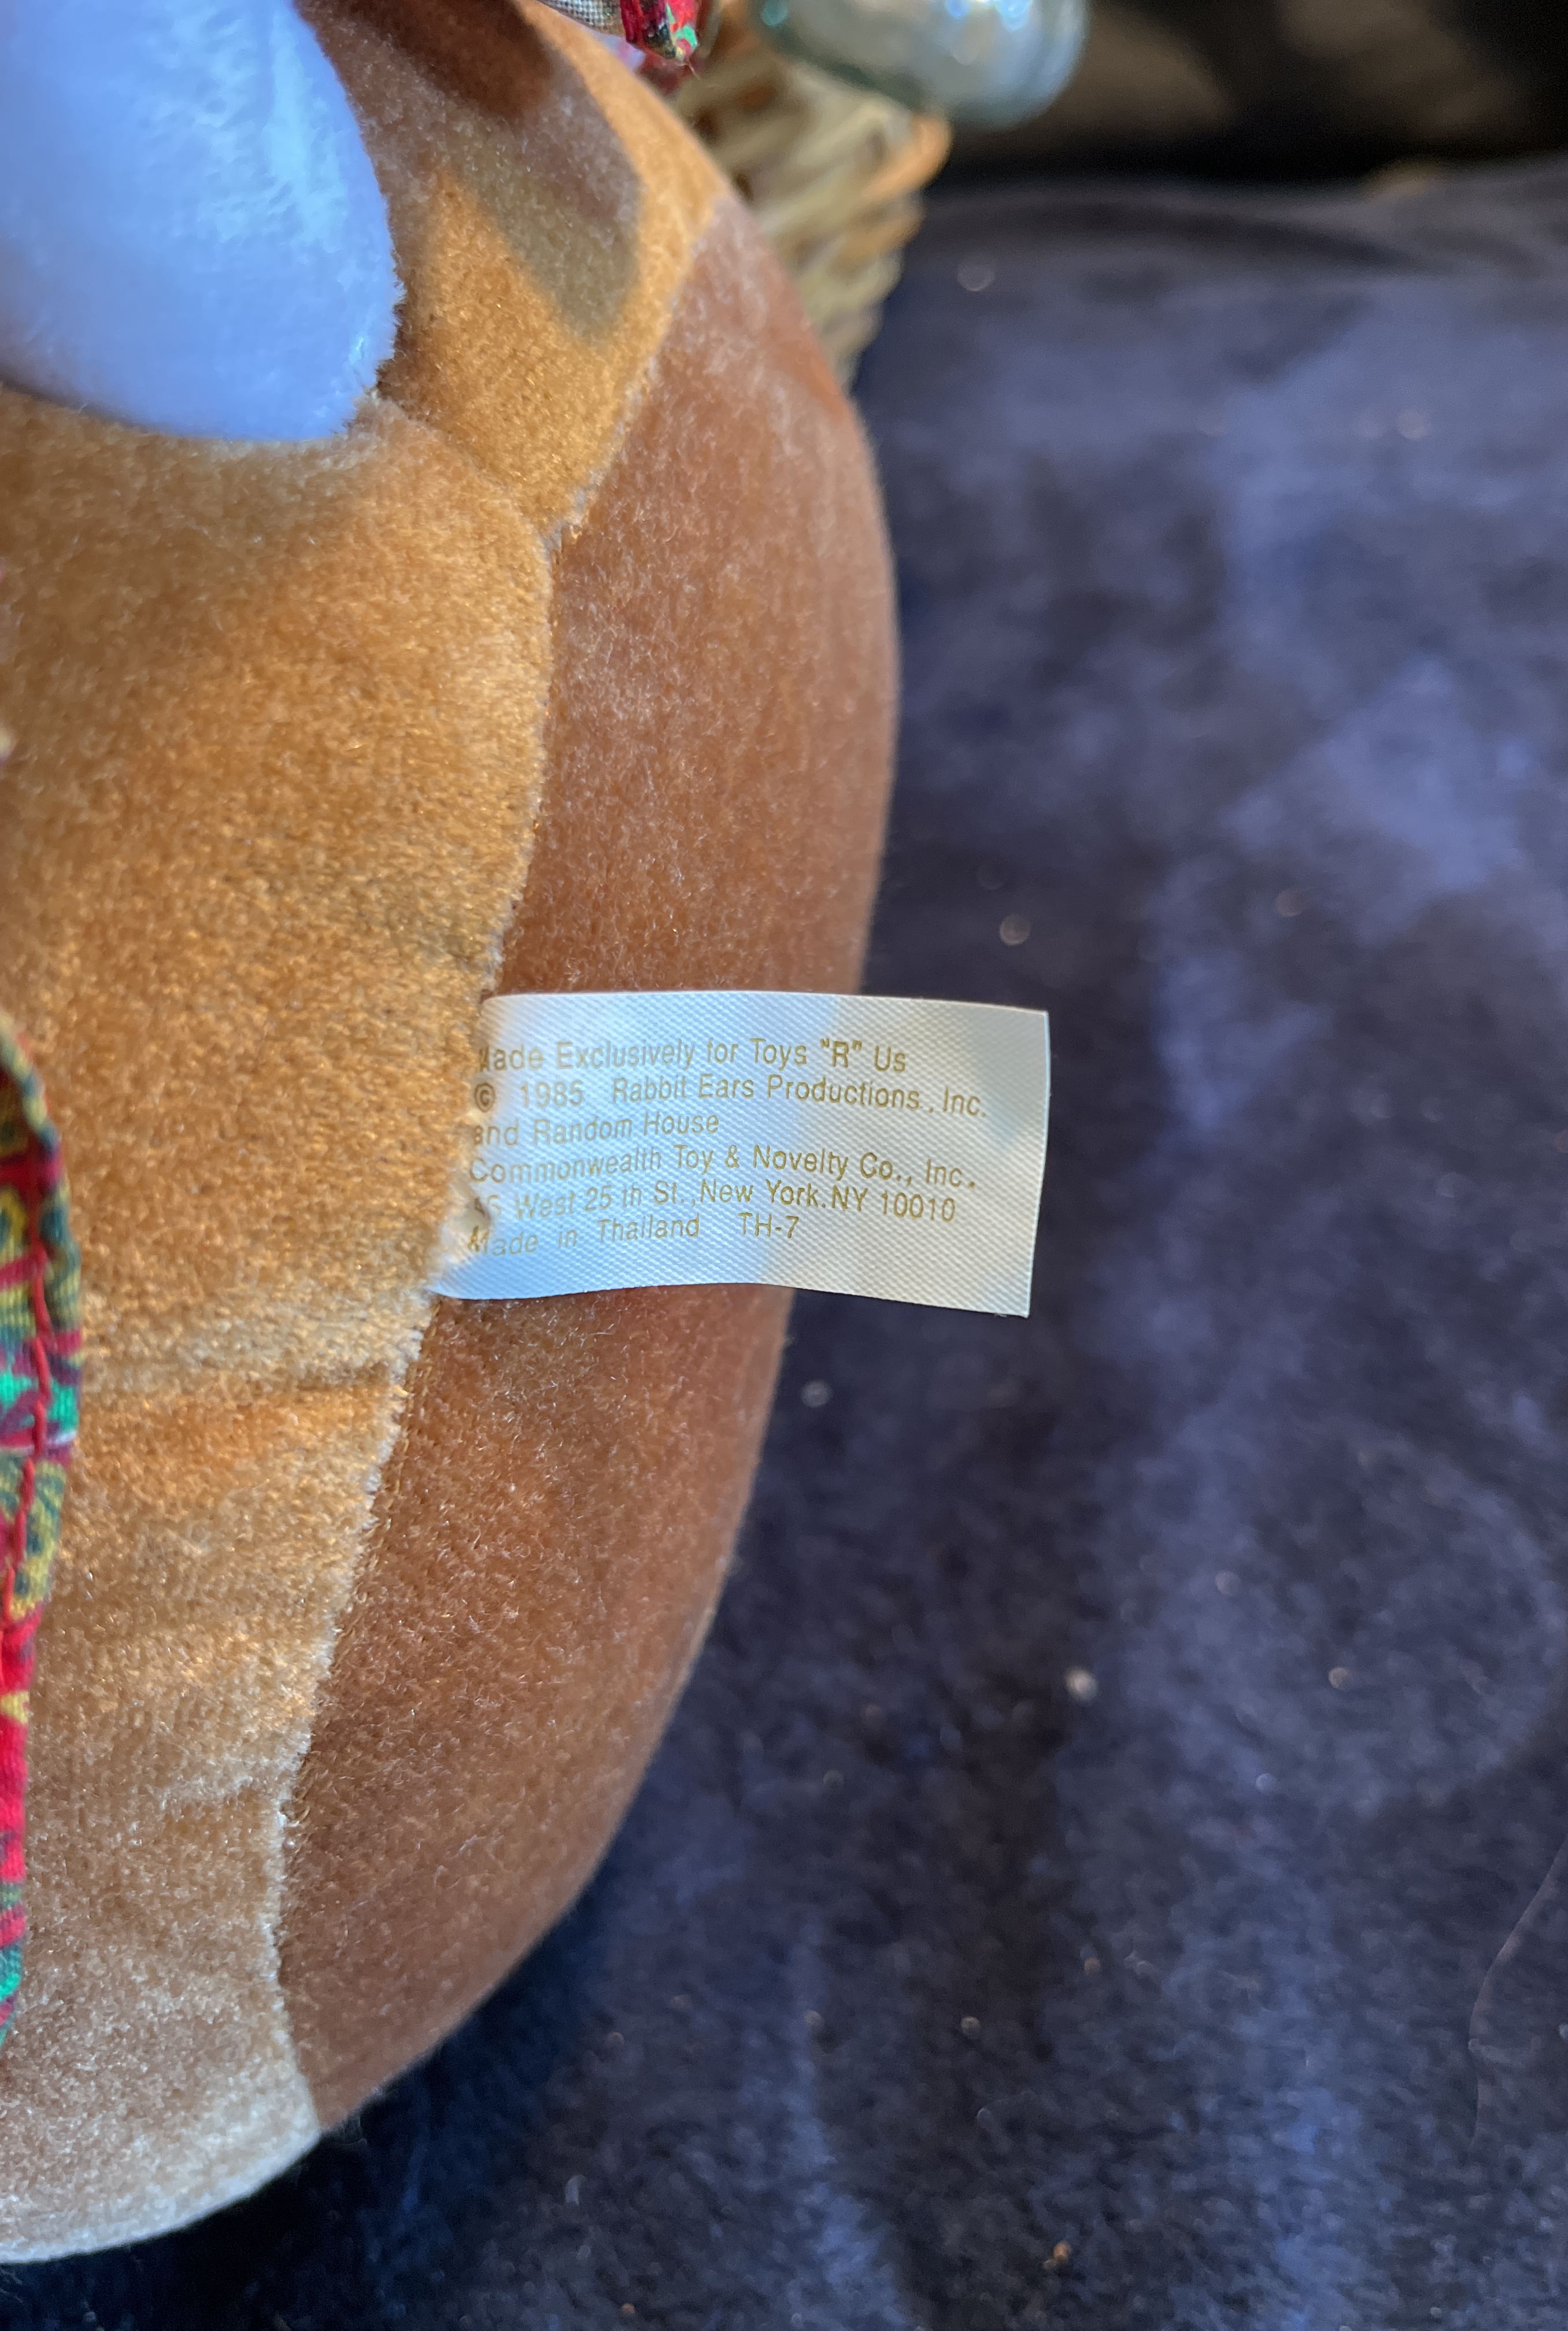 Made Exclusively for Toys "R" Us
© 1985 Rabbit Ears Productions., Inc.
and Random House
Commonwealth Toy & Novelty Co., Inc.
45 West 25 th St., New York.NY 10010
Made in Thailand TH-7